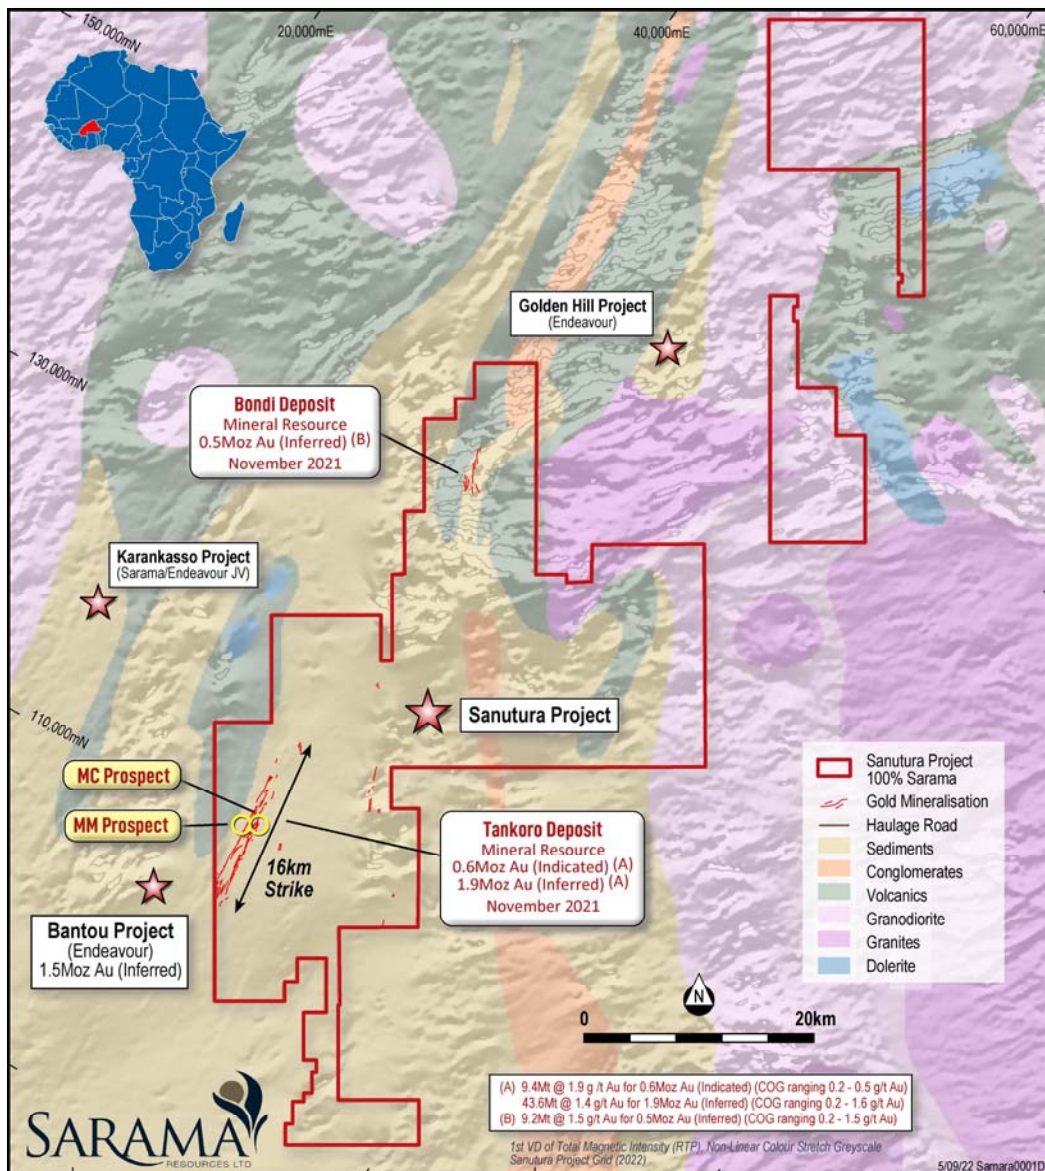 150,000mN
20,000mE
40,000mE
60,000mE
Golden Hill Project
(Endeavour)
130,000mN
Bondi Deposit
Mineral Resource
0.5Moz Au (Inferred) (B)
November 2021
Karankasso Project
(Sarama/Endeavour JV)
Sanutura Project
110,000mN
MC Prospect
MM Prospect
16km
Strike
Tankoro Deposit
Mineral Resource
0.6Moz Au (Indicated) (A)
1.9Moz Au (Inferred) (A)
November 2021
Bantou Project
(Endeavour)
1.5Moz Au (Inferred)
Sanutura Project
100% Sarama
Gold Mineralisation
Haulage Road
Sediments
Conglomerates
Volcanics
Granodiorite
Granites
Dolerite
N
0 20km
(A) 9.4Mt @ 1.9 g /t Au for 0.6Moz Au (Indicated) (COG ranging 0.2 - 0.5 g/t Au)
43.6Mt @ 1.4 g/t Au for 1.9Moz Au (Inferred) (COG ranging 0.2 - 1.6 g/t Au)
(B) 9.2Mt @ 1.5 g/t Au for 0.5Moz Au (Inferred) (COG ranging 0.2 - 1.5 g/t Au)
1st VD of Total Magnetic Intensity (RTP), Non-Linear Colour Stretch Greyscale
Sanutura Project Grid (2022)
SARAMA
RESOURCES LTD